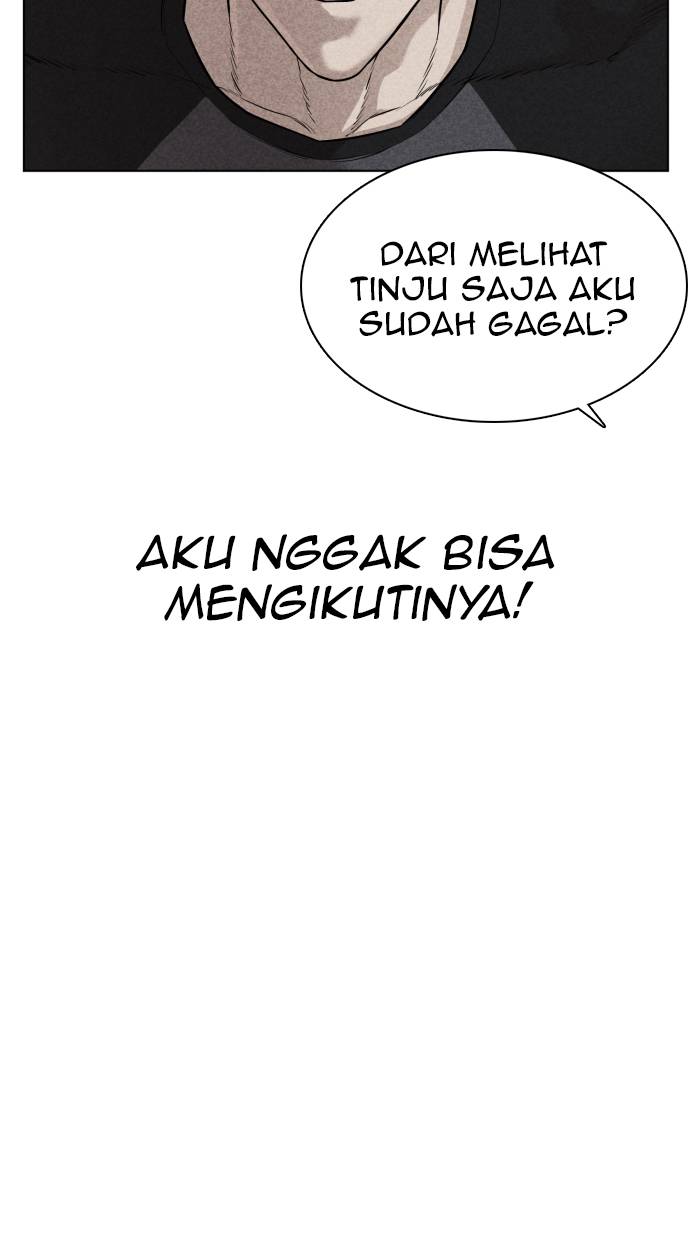 DARI MELIHAT
TINJU SAJA AKU
SUDAH GAGAL?
AKU NGGAK BISA
MENGIKUTINYA!